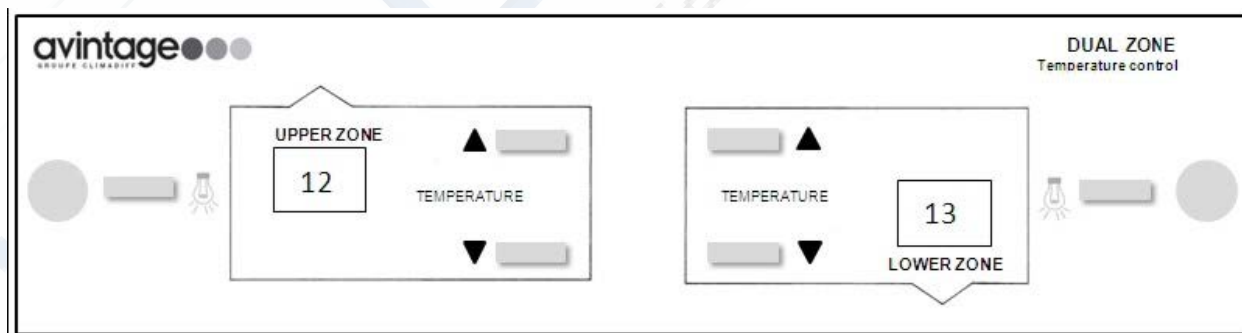 avintage
GROUPE CLIMADIFF
DUAL ZONE
Temperature control
UPPER ZONE
12
TEMPERATURE
TEMPERATURE
13
LOWER ZONE